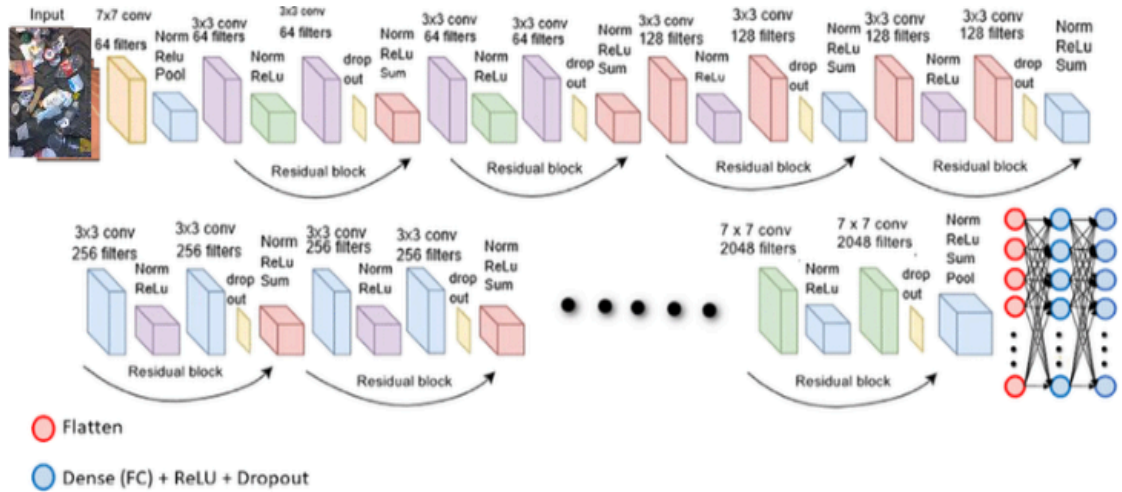 Input
7x7 conv
64 filters
Norm
Relu
Pool
3x3 conv
64 filters
Norm
ReLu
3x3 conv
64 filters
drop
out
Norm
ReLu
Sum
3x3 conv
64 filters
Norm
ReLu
3x3 conv
64 filters
drop
out
Norm
ReLu
Sum
3x3 conv
128 filters
Norm
ReLu
3x3 conv
128 filters
drop
out
Norm
ReLu
Sum
3x3 conv
128 filters
Norm
ReLu
3x3 conv
128 filters
drop
out
Norm
ReLu
Sum
Residual block
Residual block
Residual block
Residual block
3x3 conv
256 filters
Norm
ReLu
3x3 conv
256 filters
drop
out
Norm
ReLu
Sum
3x3 conv
256 filters
Norm
ReLu
3x3 conv
256 filters
drop
out
Norm
ReLu
Sum
7 x 7 conv
2048 filters
Norm
ReLu
7 x 7 conv
2048 filters
drop
out
Norm
ReLu
Sum
Pool
Residual block
Residual block
Residual block
Flatten
Dense (FC) + ReLU + Dropout